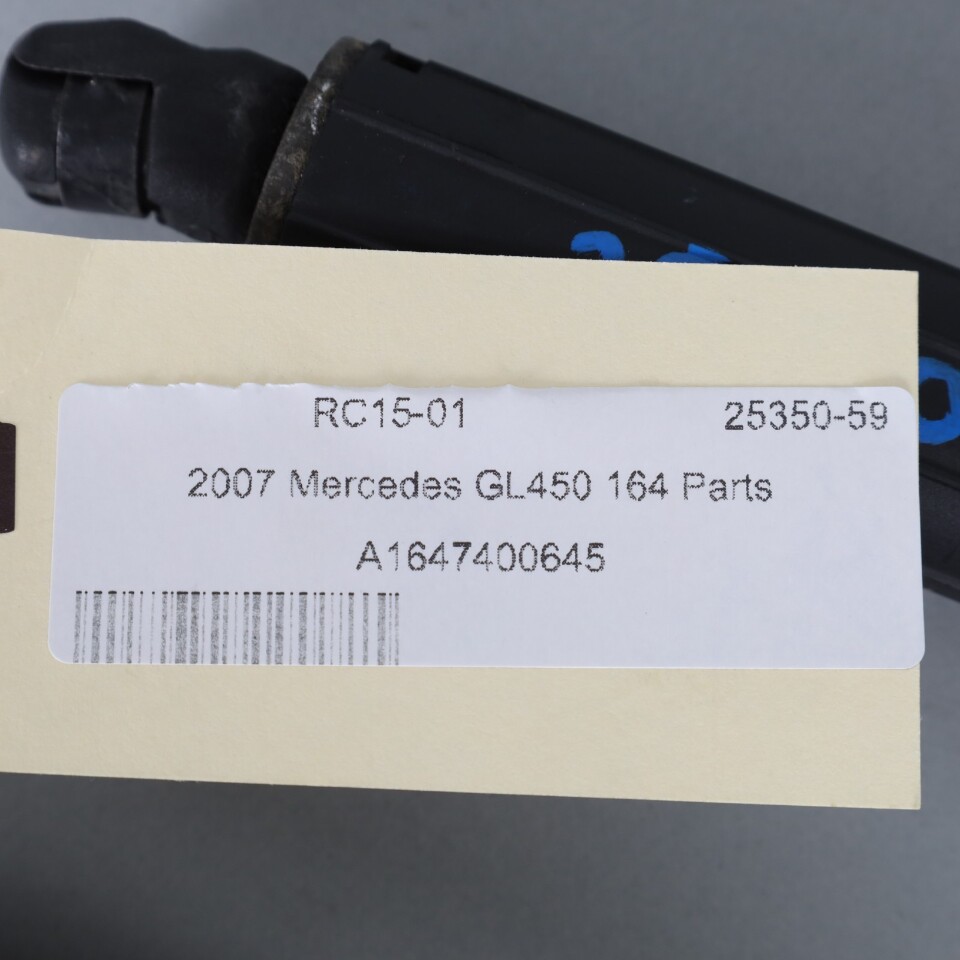 RC15-01 25350-59
2007 Mercedes GL450 164 Parts
A1647400645